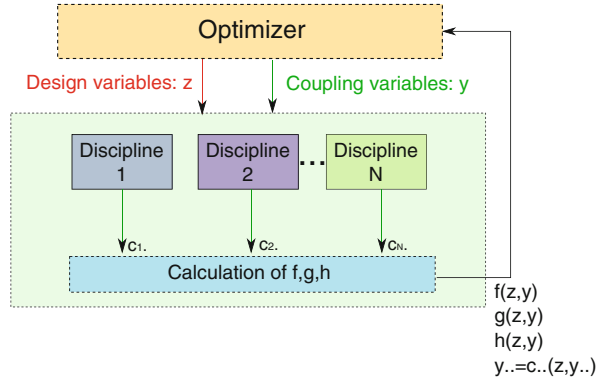 Optimizer
Design variables: z
Coupling variables: y
Discipline
1
Discipline
2
...
Discipline
N
c1.
c2.
cN.
Calculation of f,g,h
f(z,y)
g(z,y)
h(z,y)
y..=c..(z,y..)